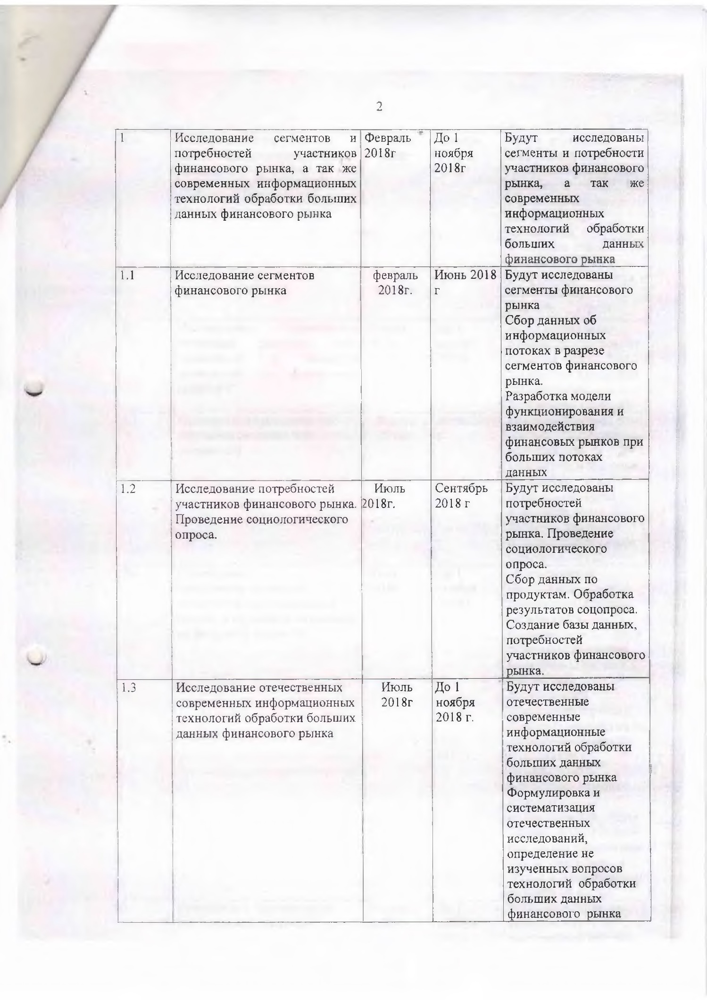 2
1
Исследование сегментов и
потребностей участников
финансового рынка, а так же
современных информационных
технологий обработки больших
данных финансового рынка
Февраль
2018г
До 1
ноября
2018г
Будут исследованы
сегменты и потребности
участников финансового
рынка, а так же
современных
информационных
технологий обработки
больших данных
финансового рынка
1.1
Исследование сегментов
финансового рынка
февраль
2018г.
Июнь 2018
г
Будут исследованы
сегменты финансового
рынка
Сбор данных об
информационных
потоках в разрезе
сегментов финансового
рынка.
Разработка модели
функционирования и
взаимодействия
финансовых рынков при
больших потоках
данных
1.2
Исследование потребностей
участников финансового рынка.
Проведение социологического
опроса.
Июль
2018г.
Сентябрь
2018 г
Будут исследованы
потребностей
участников финансового
рынка. Проведение
социологического
опроса.
Сбор данных по
продуктам. Обработка
результатов соцопроса.
Создание базы данных,
потребностей
участников финансового
рынка.
1.3
Исследование отечественных
современных информационных
технологий обработки больших
данных финансового рынка
Июль
2018г
До 1
ноября
2018 г.
Будут исследованы
отечественные
современные
информационные
технологий обработки
больших данных
финансового рынка
Формулировка и
систематизация
отечественных
исследований,
определение не
изученных вопросов
технологий обработки
больших данных
финансового рынка